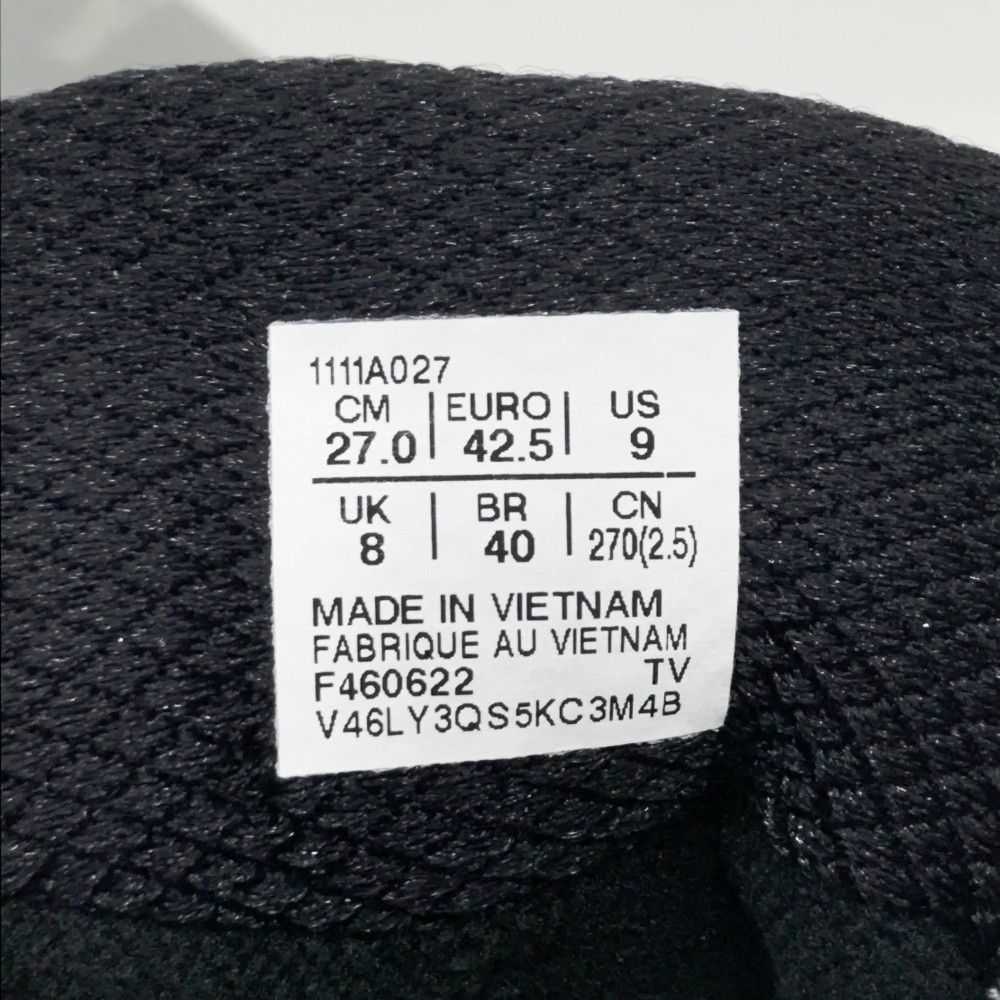 1111A027
CM | EURO | US
27.0 | 42.5 | 9
UK | BR | CN
8 | 40 | 270(2.5)
MADE IN VIETNAM
FABRIQUE AU VIETNAM
F460622 TV
V46LY3QS5KC3M4B